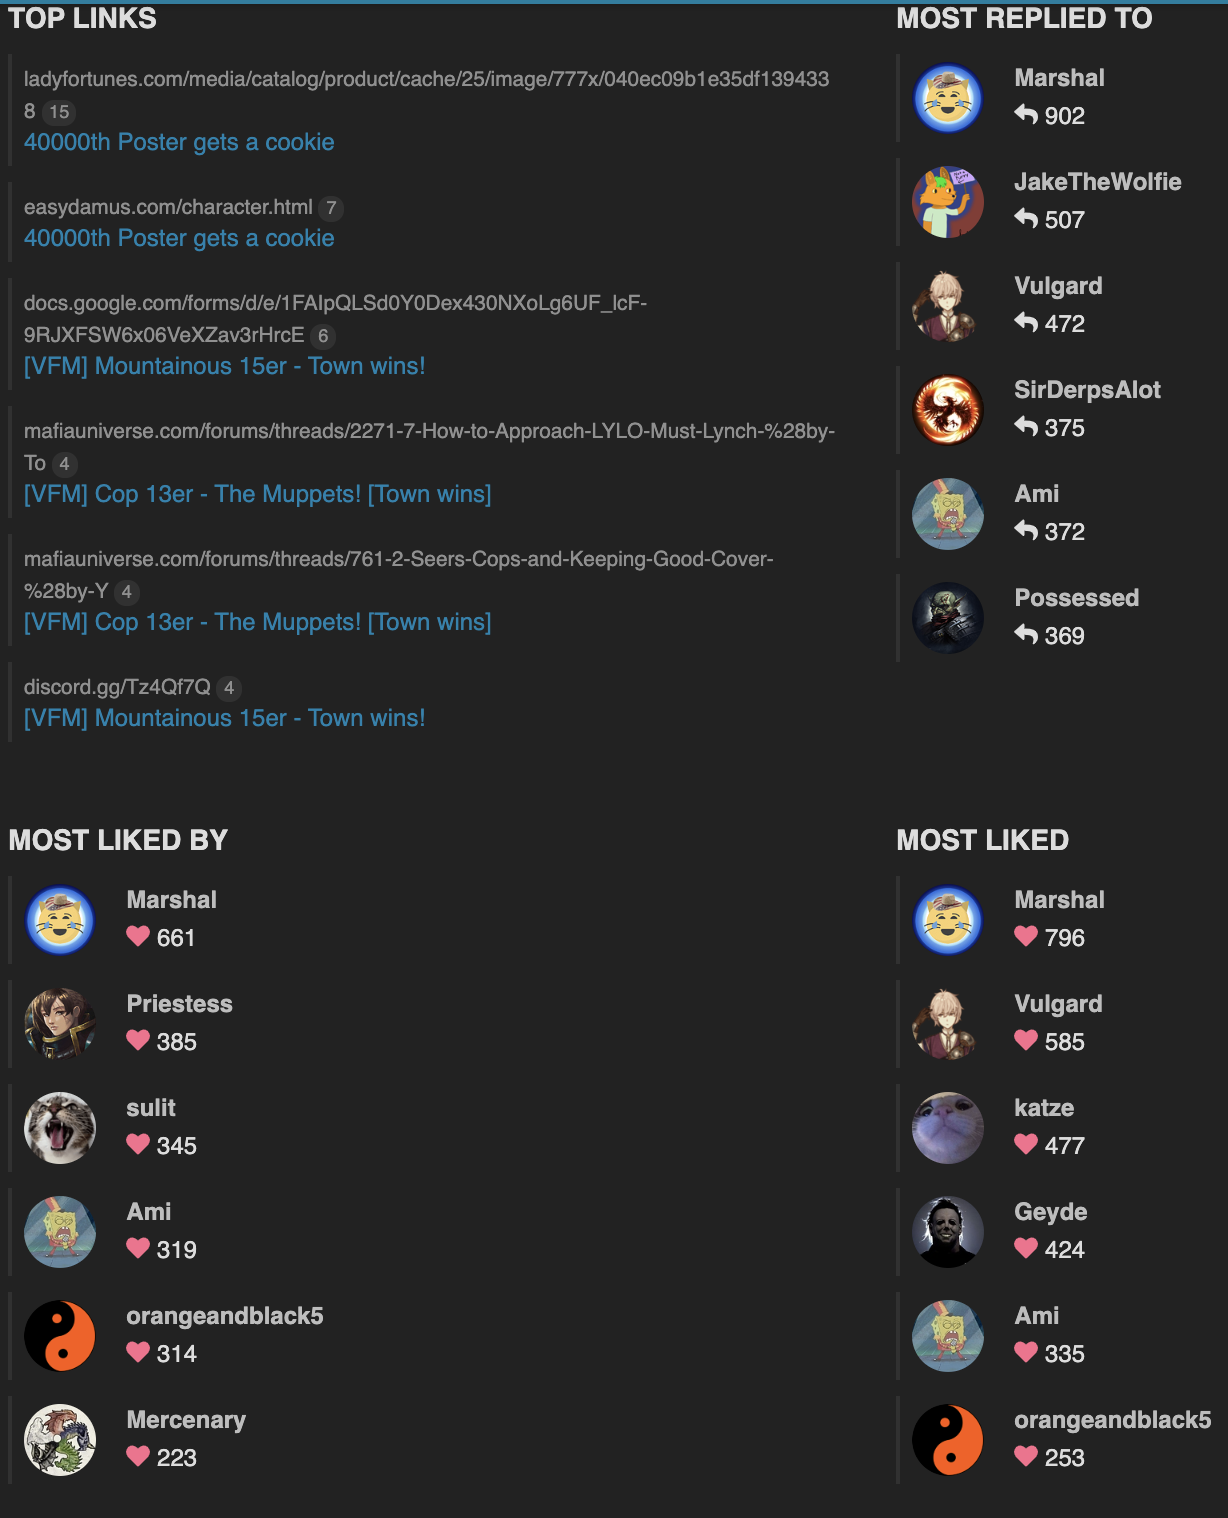 TOP LINKS
ladyfortunes.com/media/catalog/product/cache/25/image/777x/040ec09b1e35df139433
8 15
40000th Poster gets a cookie
easydamus.com/character.html 7
40000th Poster gets a cookie
docs.google.com/forms/d/e/1FAIpQLSd0Y0Dex430NXoLg6UF_lcF-
9RJXFSW6x06VeXZav3rHrcE 6
[VFM] Mountainous 15er - Town wins!
mafiauniverse.com/forums/threads/2271-7-How-to-Approach-LYLO-Must-Lynch-%28by-
To 4
[VFM] Cop 13er - The Muppets! [Town wins]
mafiauniverse.com/forums/threads/761-2-Seers-Cops-and-Keeping-Good-Cover-
%28by-Y 4
[VFM] Cop 13er - The Muppets! [Town wins]
discord.gg/Tz4Qf7Q 4
[VFM] Mountainous 15er - Town wins!
MOST REPLIED TO
Marshal
902
JakeTheWolfie
507
Vulgard
472
SirDerpsAlot
375
Ami
372
Possessed
369
MOST LIKED BY
Marshal
661
Priestess
385
sulit
345
Ami
319
orangeandblack5
314
Mercenary
223
MOST LIKED
Marshal
796
Vulgard
585
katze
477
Geyde
424
Ami
335
orangeandblack5
253